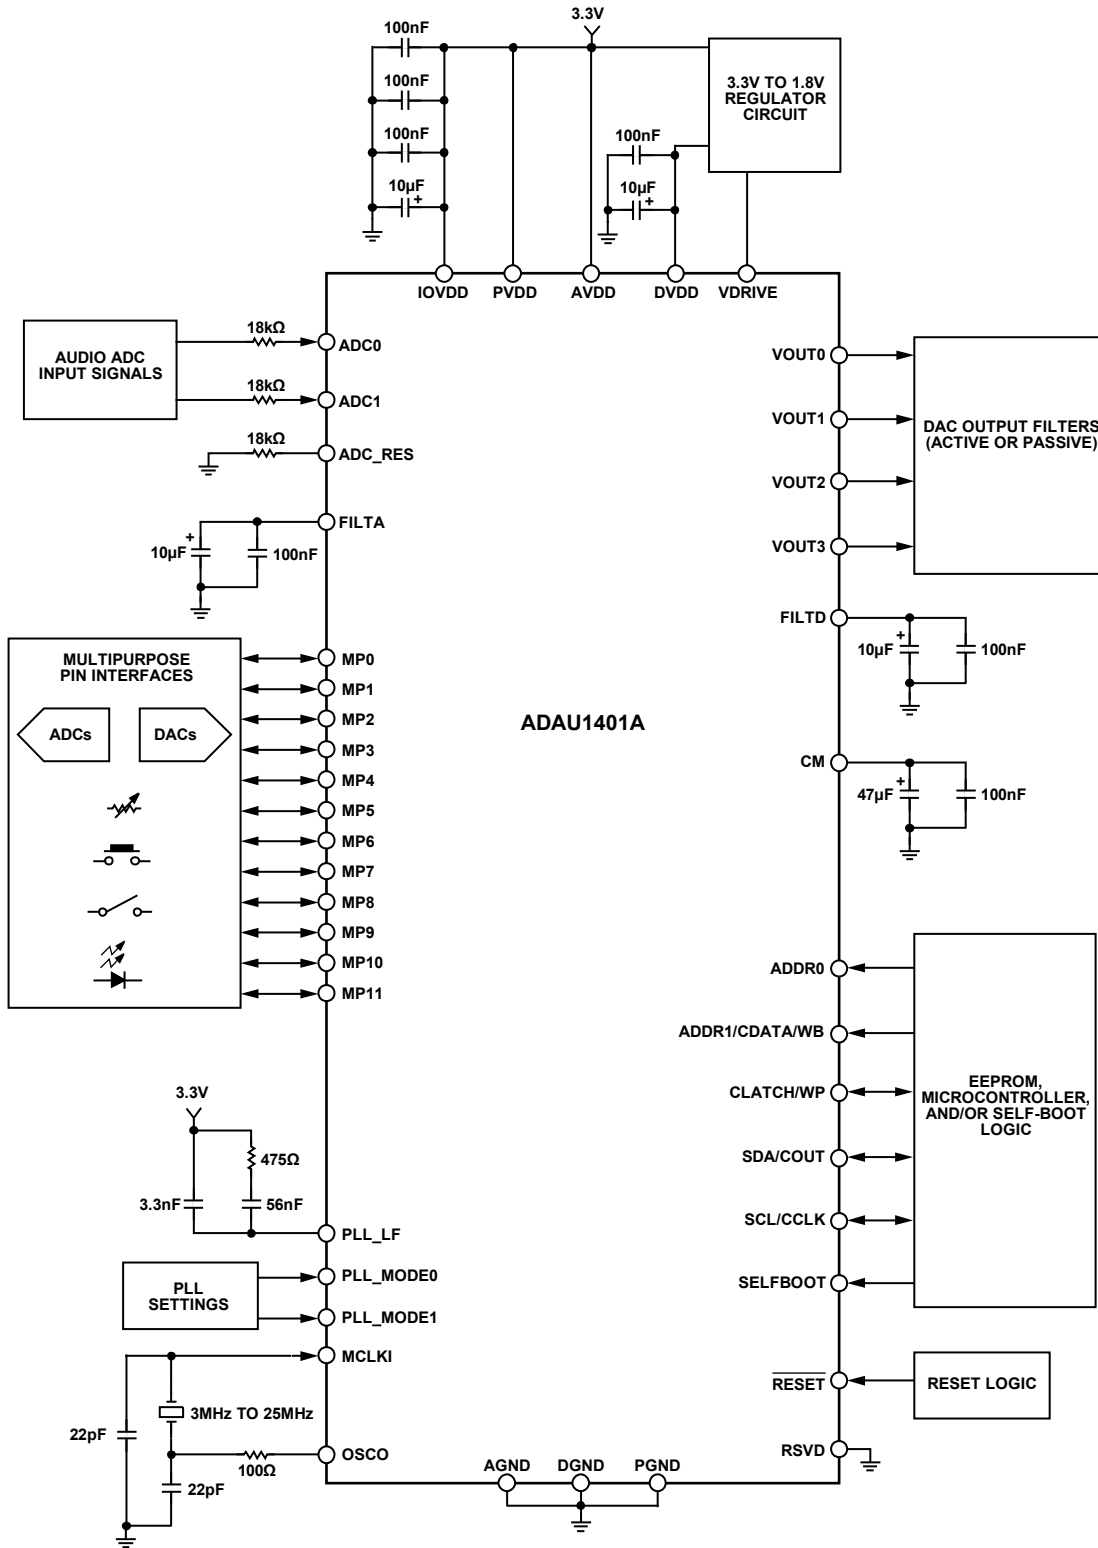 3.3V
100nF
100nF
100nF
10µF
+
3.3V TO 1.8V
REGULATOR
CIRCUIT
100nF
10µF
+
IOVDD
PVDD
AVDD
DVDD
VDRIVE
AUDIO ADC
INPUT SIGNALS
18kΩ
ADC0
18kΩ
ADC1
18kΩ
ADC_RES
FILTA
+
10µF
100nF
MULTIPURPOSE
PIN INTERFACES
ADCs
DACs
MP0
MP1
MP2
MP3
MP4
MP5
MP6
MP7
MP8
MP9
MP10
MP11
ADAU1401A
VOUT0
VOUT1
VOUT2
VOUT3
DAC OUTPUT FILTERS
(ACTIVE OR PASSIVE)
FILTD
+
10µF
100nF
CM
+
47µF
100nF
ADDR0
ADDR1/CDATA/WB
CLATCH/WP
SDA/COUT
SCL/CCLK
SELFBOOT
EEPROM,
MICROCONTROLLER,
AND/OR SELF-BOOT
LOGIC
RESET
RESET LOGIC
RSVD
3.3V
475Ω
3.3nF
56nF
PLL_LF
PLL
SETTINGS
PLL_MODE0
PLL_MODE1
MCLKI
3MHz TO 25MHz
22pF
OSCO
100Ω
22pF
AGND
DGND
PGND